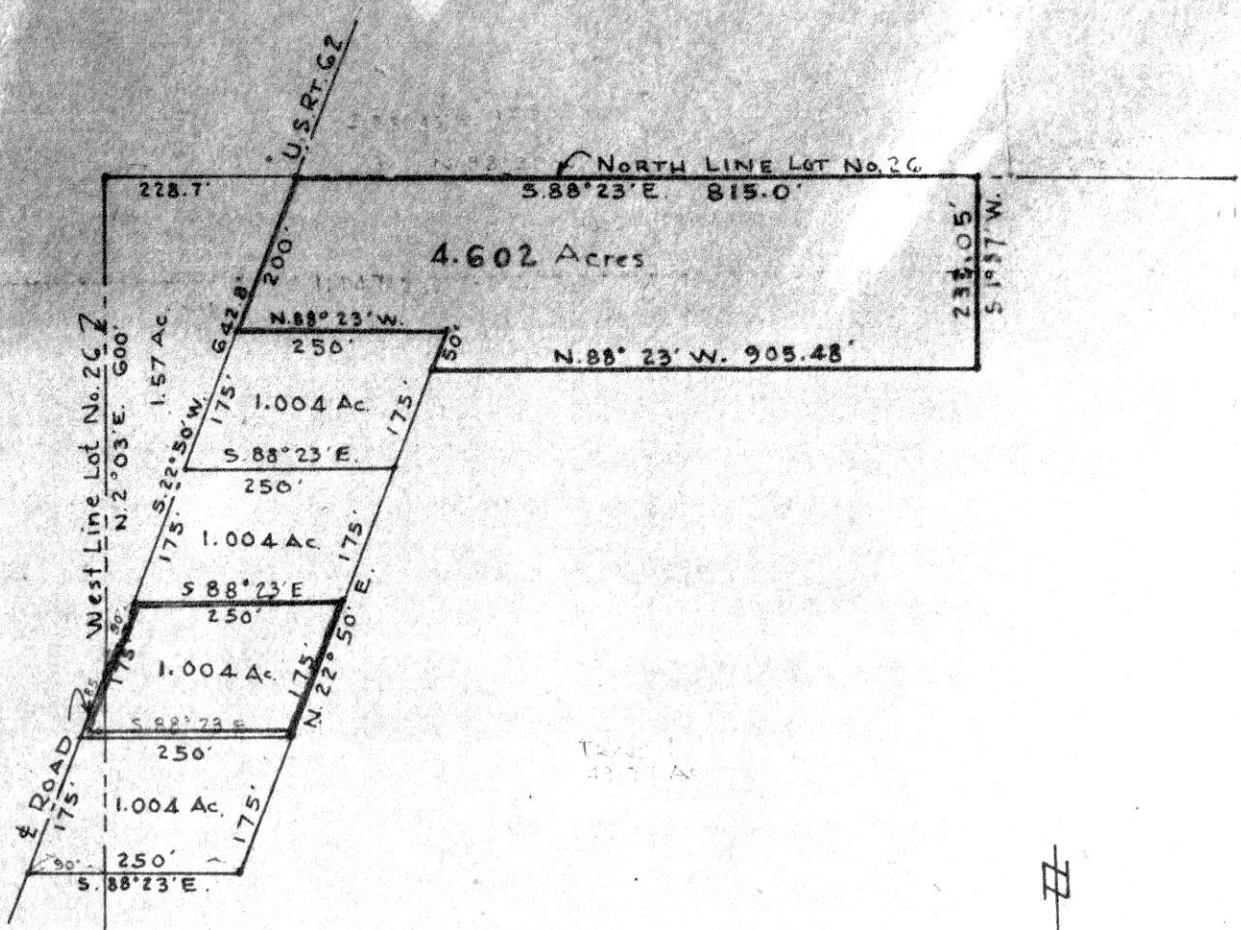 U.S.RT.62
NORTH LINE LOT No.26
228.7'
S.88°23'E. 815.0'
200'
4.602 Acres
S 1°37'W.
642.8'
N.88°23'W.
250'
50'
N.88° 23' W. 905.48'
West Line Lot No.26
N.2°03'E. 600'
1.57 Ac.
175'
1.004 Ac.
175'
S.88°23'E.
250'
S.22°50'W.
175'
1.004 Ac.
175'
S 88°23'E
250'
90'
175'
1.004 Ac.
175'
N. 22° 50' E.
85'
S.88°23 E
250'
℄ ROAD
175'
1.004 Ac.
175'
90'
250'
S.88°23'E.